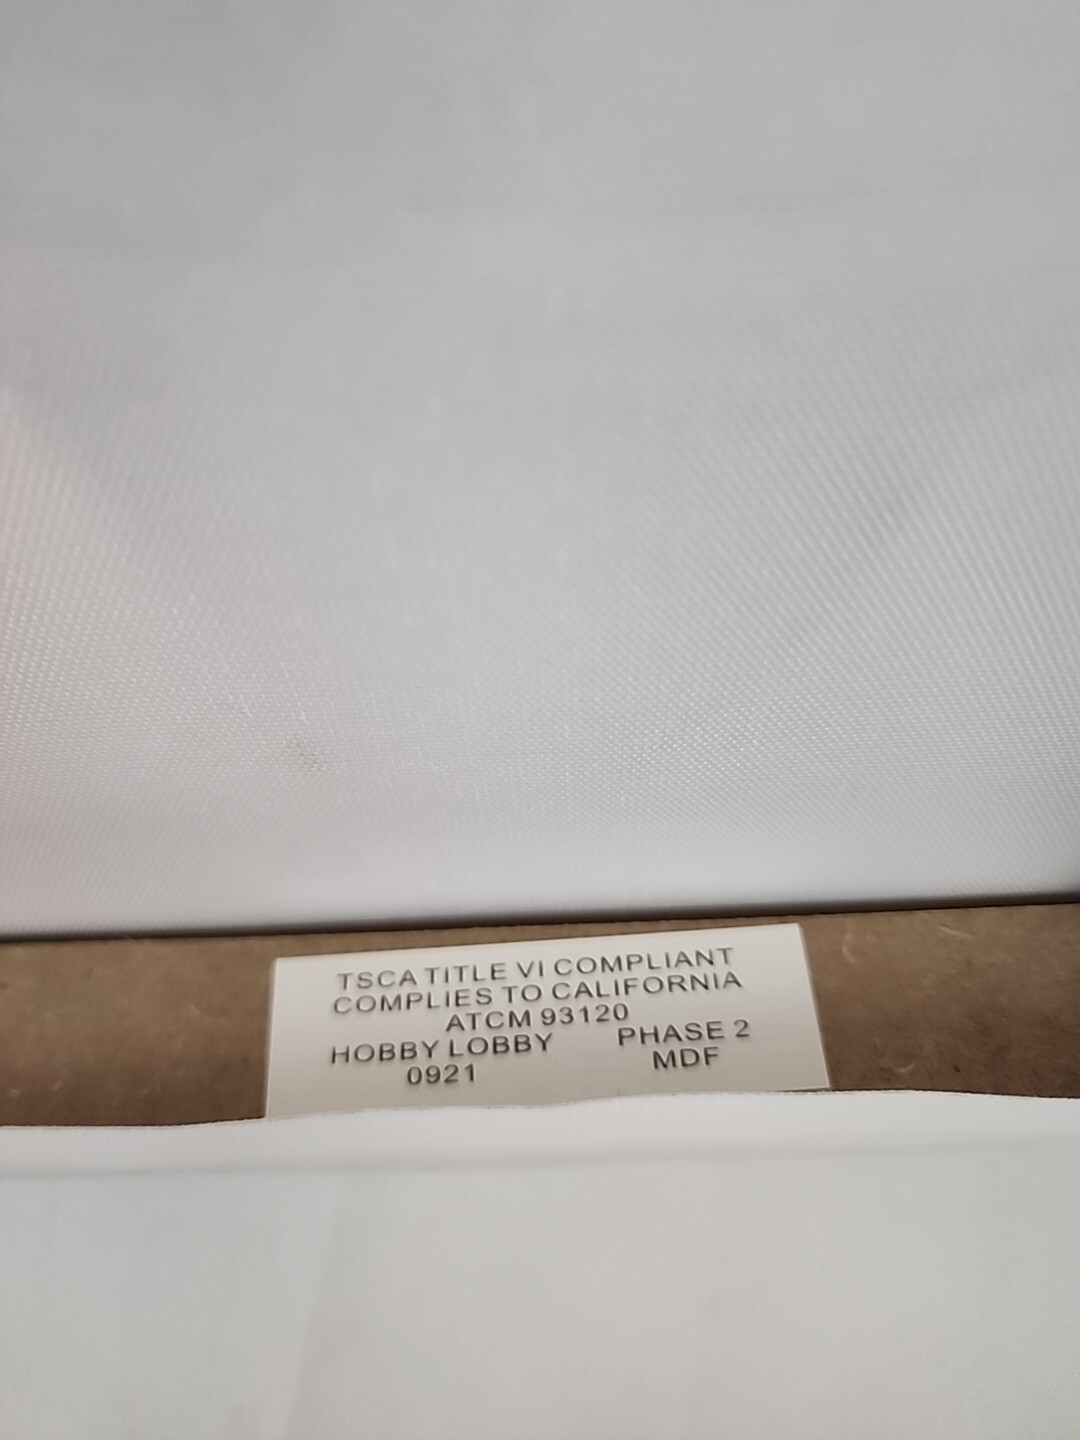 TSCA TITLE VI COMPLIANT
COMPLIES TO CALIFORNIA
ATCM 93120
HOBBY LOBBY PHASE 2
0921 MDF